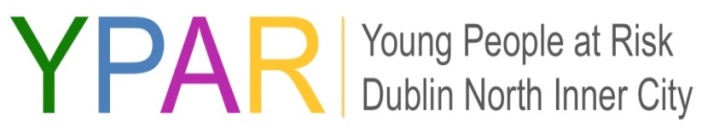 YPAR
Young People at Risk
Dublin North Inner City